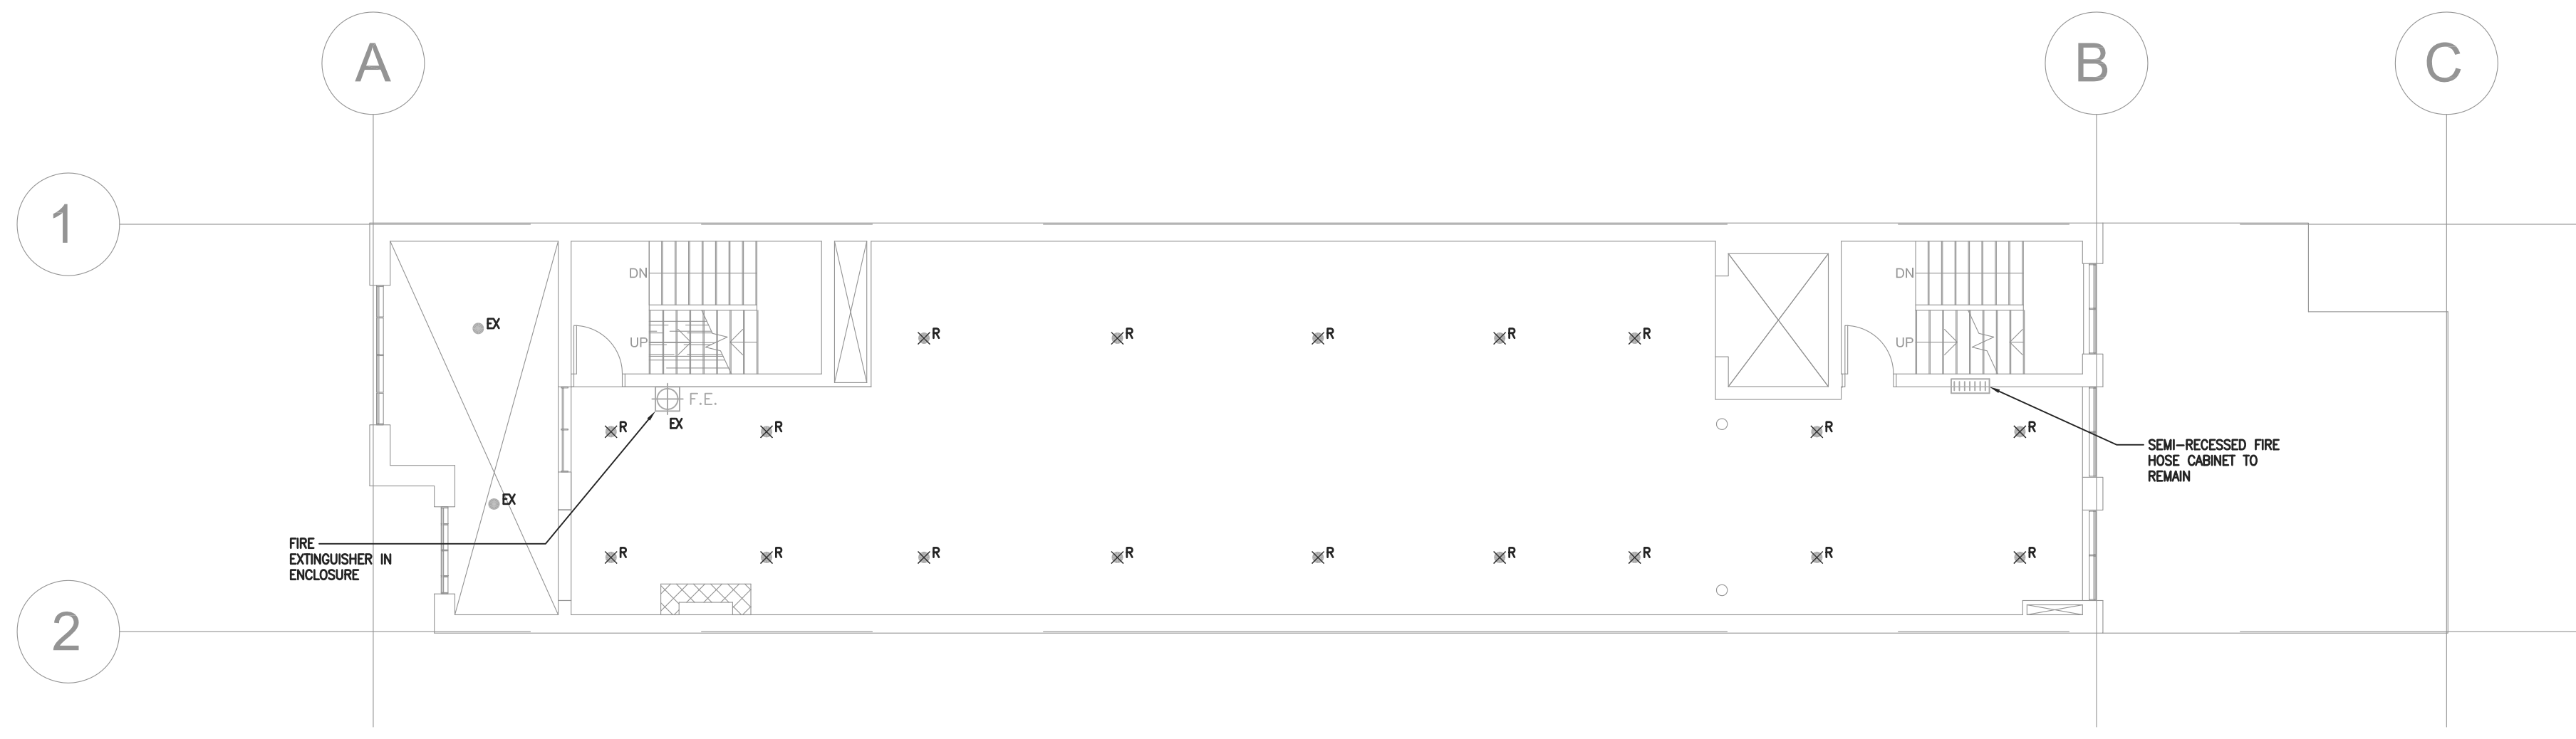 A
B
C
1
DN
DN
EX
R
R
R
R
R
UP
UP
F.E.
EX
R
R
R
R
SEMI-RECESSED FIRE
HOSE CABINET TO
REMAIN
EX
FIRE
EXTINGUISHER IN
ENCLOSURE
R
R
R
R
R
R
R
R
R
2